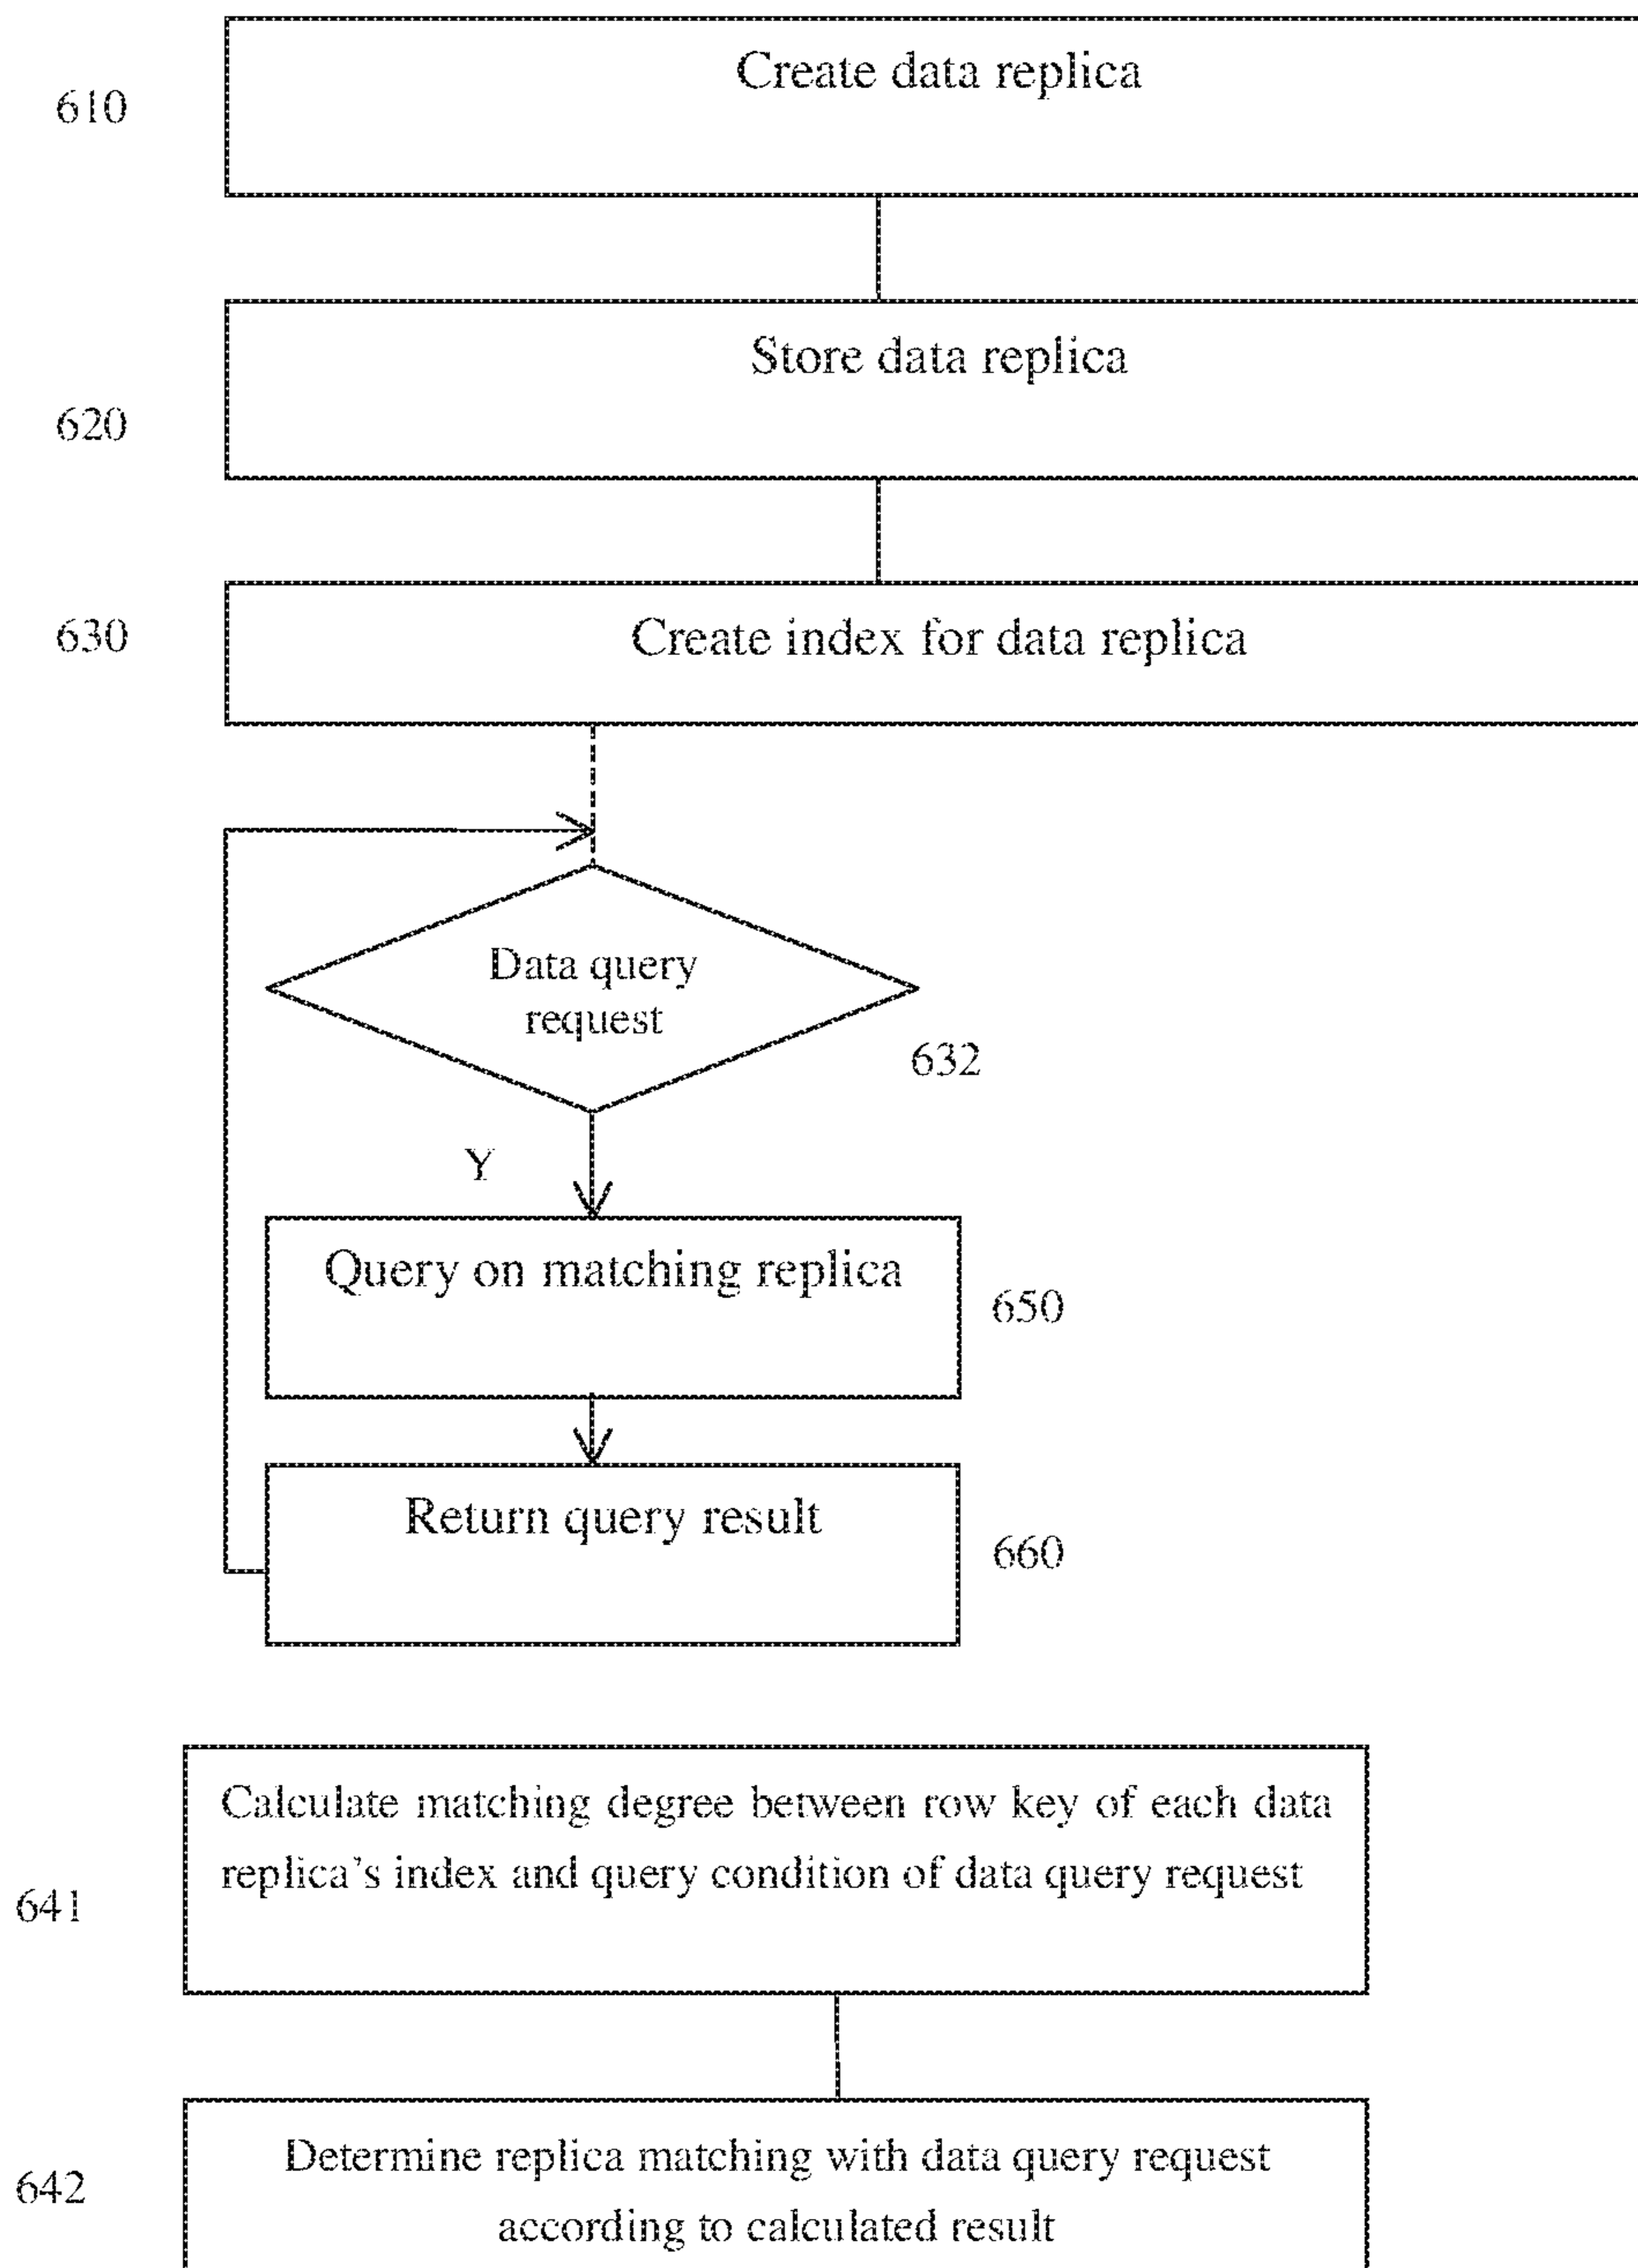 Create data replica
610
Store data replica
620
630
Create index for data replica
Data query
request
632
Y
Query on matching replica
650
Return query result
660
Calculate matching degree between row key of each data
replica's index and query condition of data query request
641
Determine replica matching with data query request
642
according to calculated result